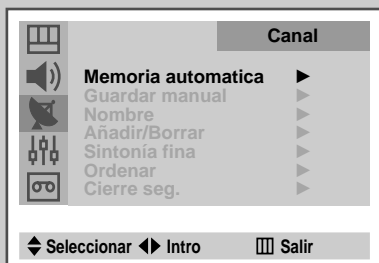 Canal
Memoria automatica
Guardar manual
Nombre
Añadir/Borrar
Sintonía fina
Ordenar
Cierre seg.
Seleccionar Intro Salir